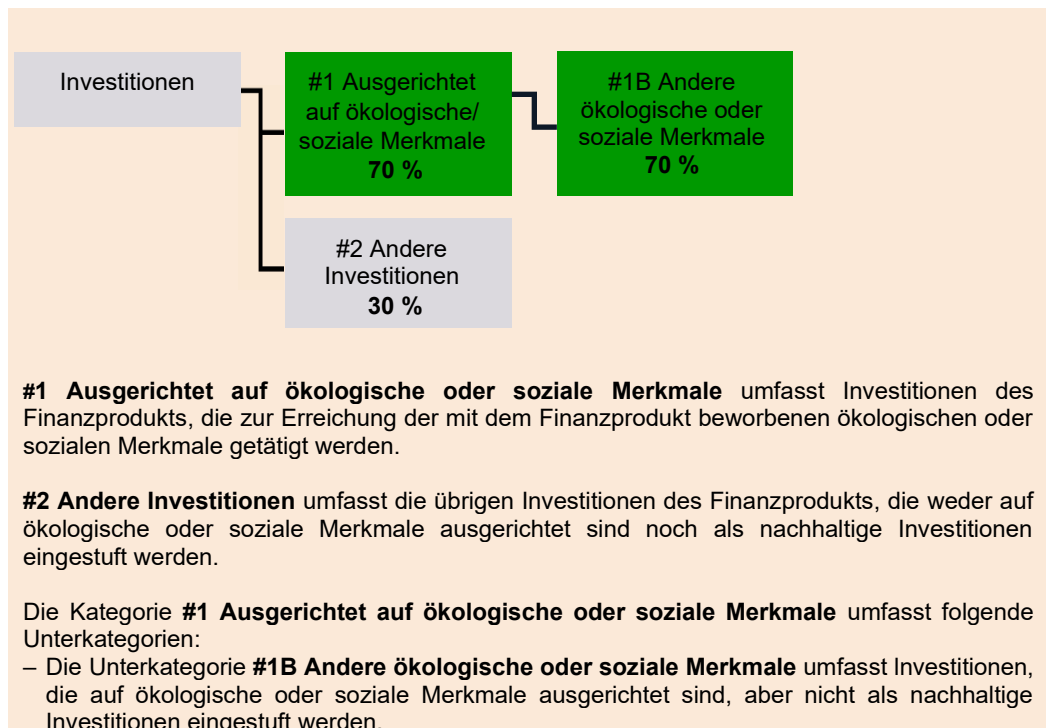 Investitionen
#1 Ausgerichtet
auf ökologische/
soziale Merkmale
70 %
#1B Andere
ökologische oder
soziale Merkmale
70 %
#2 Andere
Investitionen
30 %
#1 Ausgerichtet auf ökologische oder soziale Merkmale umfasst Investitionen des
Finanzprodukts, die zur Erreichung der mit dem Finanzprodukt beworbenen ökologischen oder
sozialen Merkmale getätigt werden.
#2 Andere Investitionen umfasst die übrigen Investitionen des Finanzprodukts, die weder auf
ökologische oder soziale Merkmale ausgerichtet sind noch als nachhaltige Investitionen
eingestuft werden.
Die Kategorie #1 Ausgerichtet auf ökologische oder soziale Merkmale umfasst folgende
Unterkategorien:
– Die Unterkategorie #1B Andere ökologische oder soziale Merkmale umfasst Investitionen,
die auf ökologische oder soziale Merkmale ausgerichtet sind, aber nicht als nachhaltige
Investitionen eingestuft werden.